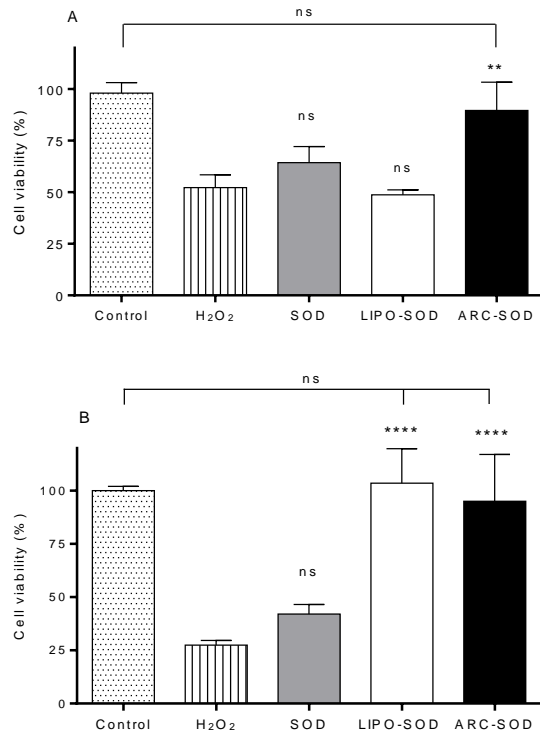 A
ns
**
100
ns
75
ns
50
25
0
Cell viability (%)
Control H₂O₂ SOD LIPO-SOD ARC-SOD
ns
B
**** ****
100
75
ns
50
25
0
Cell viability (%)
Control H₂O₂ SOD LIPO-SOD ARC-SOD